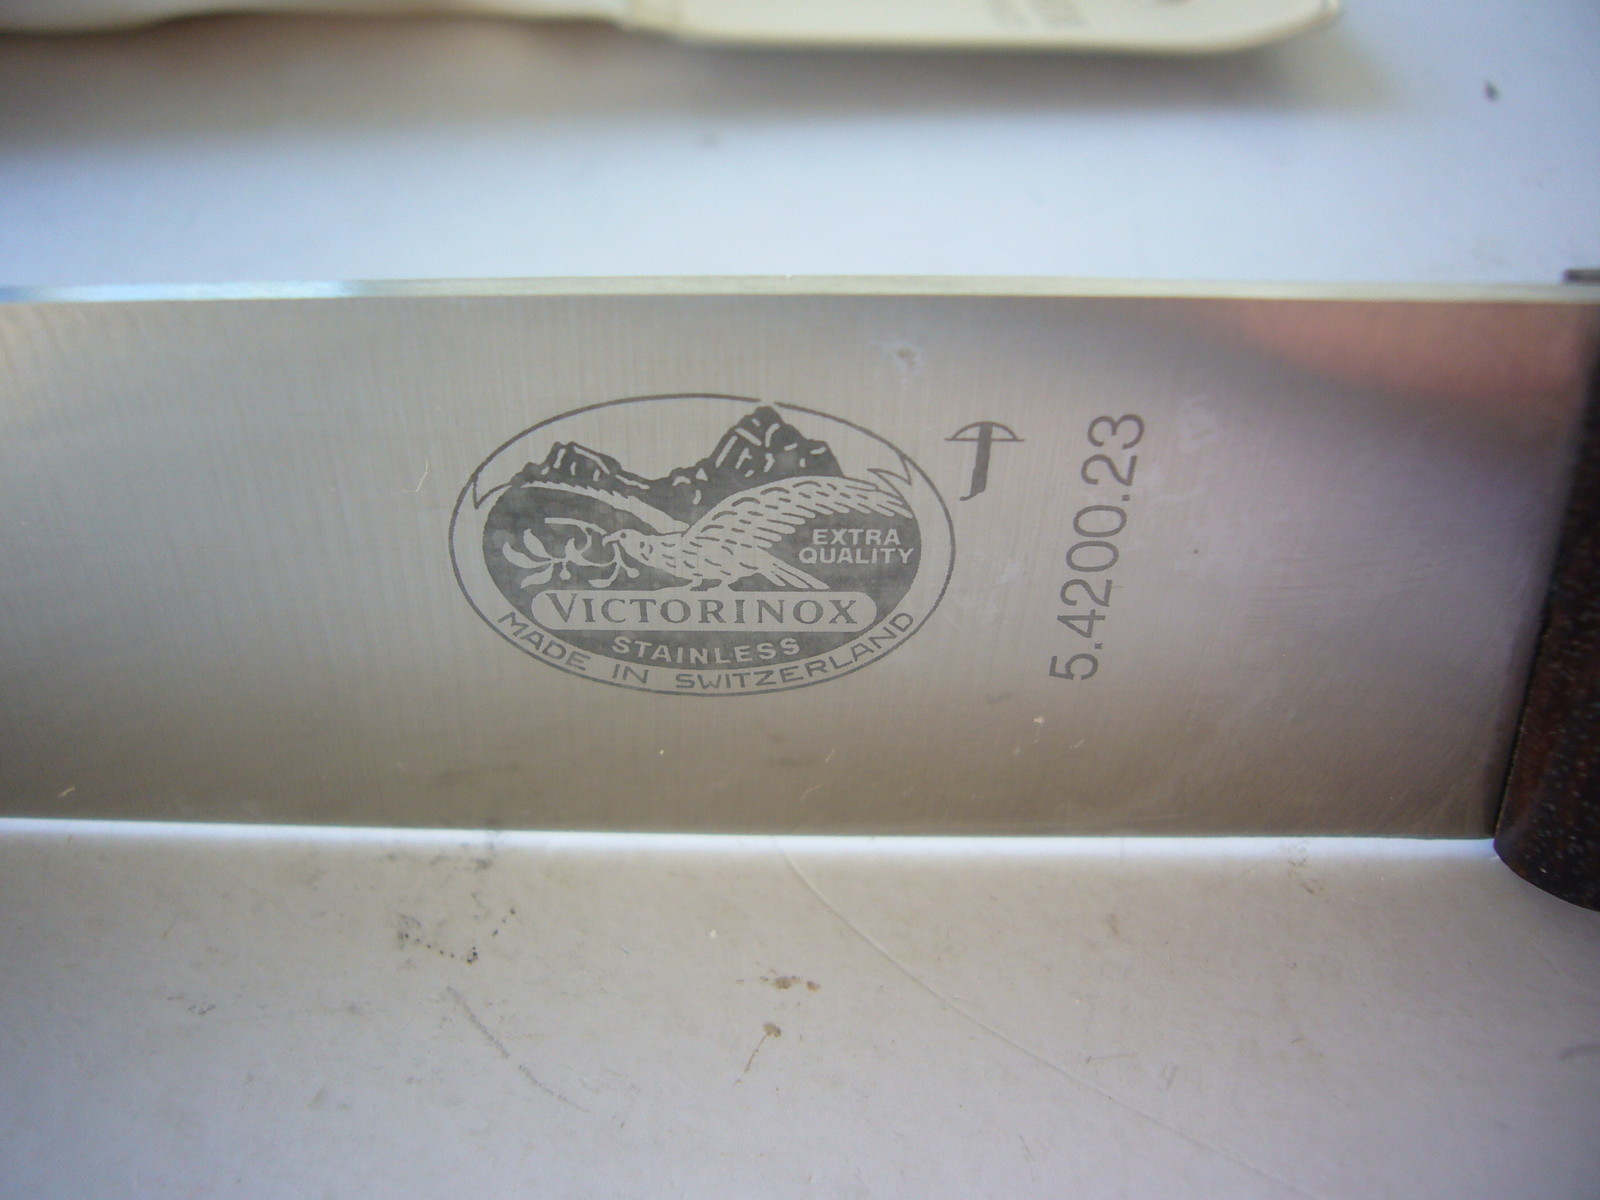 EXTRA
QUALITY
VICTORINOX
STAINLESS
MADE IN SWITZERLAND
5.4200.23